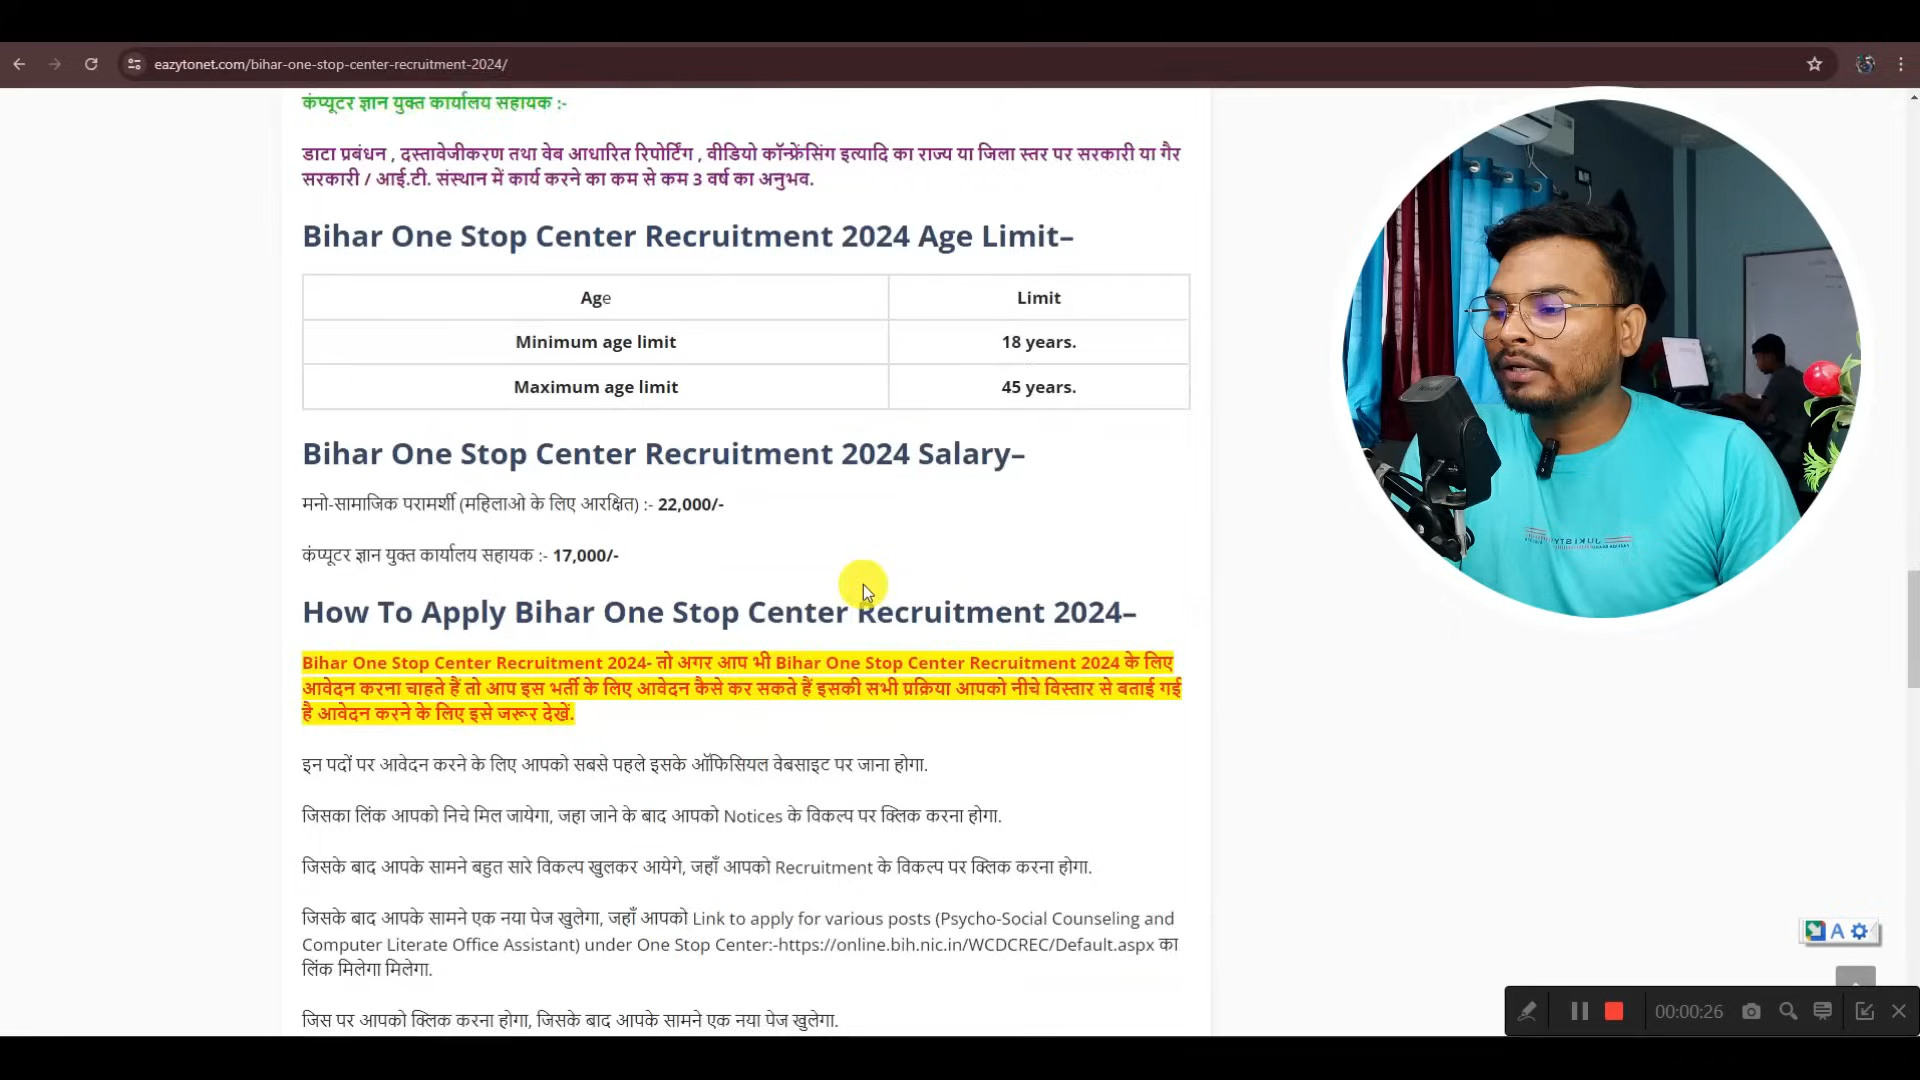 eazytonet.com/bihar-one-stop-center-recruitment-2024/
कंप्यूटर ज्ञान युक्त कार्यालय सहायक :-
डाटा प्रबंधन , दस्तावेजीकरण तथा वेब आधारित रिपोर्टिंग , वीडियो कॉन्फ्रेंसिंग इत्यादि का राज्य या जिला स्तर पर सरकारी या गैर
सरकारी / आई.टी. संस्थान में कार्य करने का कम से कम 3 वर्ष का अनुभव.
Bihar One Stop Center Recruitment 2024 Age Limit–
Age Limit
Minimum age limit 18 years.
Maximum age limit 45 years.
Bihar One Stop Center Recruitment 2024 Salary–
मनो-सामाजिक परामर्शी (महिलाओ के लिए आरक्षित) :- 22,000/-
कंप्यूटर ज्ञान युक्त कार्यालय सहायक :- 17,000/-
How To Apply Bihar One Stop Center Recruitment 2024–
Bihar One Stop Center Recruitment 2024- तो अगर आप भी Bihar One Stop Center Recruitment 2024 के लिए
आवेदन करना चाहते हैं तो आप इस भर्ती के लिए आवेदन कैसे कर सकते हैं इसकी सभी प्रक्रिया आपको नीचे विस्तार से बताई गई
है आवेदन करने के लिए इसे जरूर देखें.
इन पदों पर आवेदन करने के लिए आपको सबसे पहले इसके ऑफिसियल वेबसाइट पर जाना होगा.
जिसका लिंक आपको निचे मिल जायेगा, जहा जाने के बाद आपको Notices के विकल्प पर क्लिक करना होगा.
जिसके बाद आपके सामने बहुत सारे विकल्प खुलकर आयेगे, जहाँ आपको Recruitment के विकल्प पर क्लिक करना होगा.
जिसके बाद आपके सामने एक नया पेज खुलेगा, जहाँ आपको Link to apply for various posts (Psycho-Social Counseling and
Computer Literate Office Assistant) under One Stop Center:-https://online.bih.nic.in/WCDCREC/Default.aspx का
लिंक मिलेगा मिलेगा.
जिस पर आपको क्लिक करना होगा, जिसके बाद आपके सामने एक नया पेज खुलेगा.
A
00:00:26